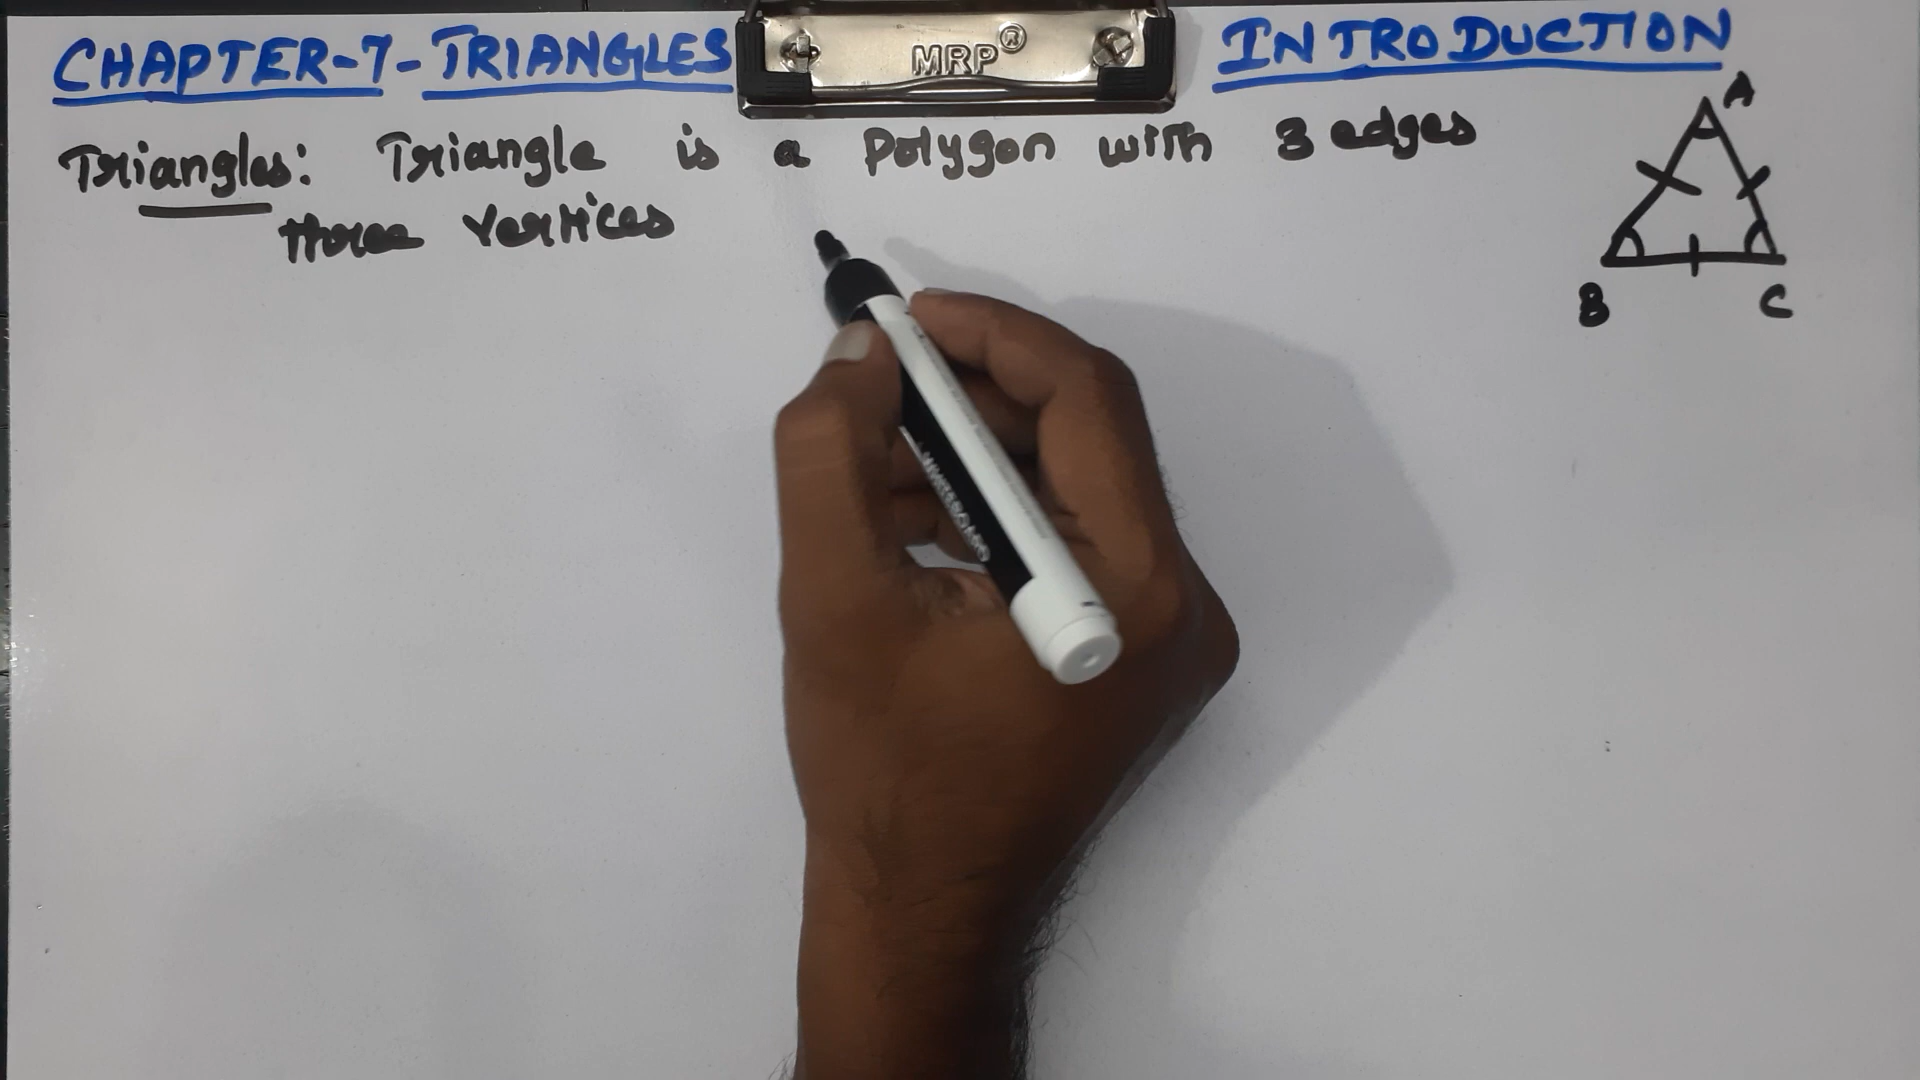 CHAPTER-7-TRIANGLES INTRODUCTION
MRP®
Triangles: Triangle is a Polygon with 3 edges
three vertices
A
B C